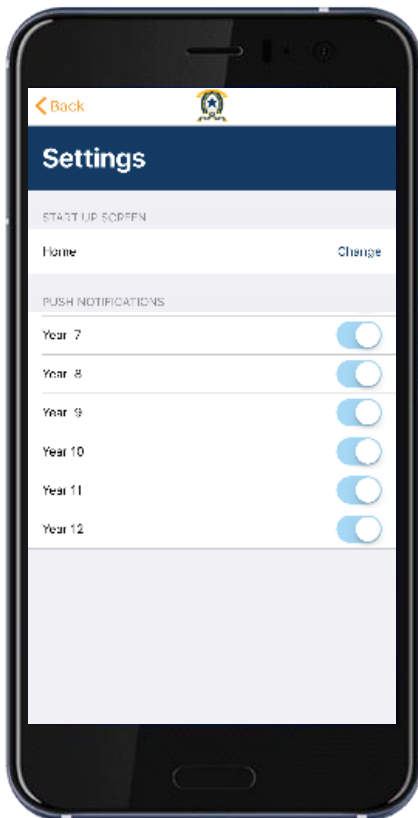 Back
Settings
START UP SCREEN
Home Change
PUSH NOTIFICATIONS
Year 7
Year 8
Year 9
Year 10
Year 11
Year 12